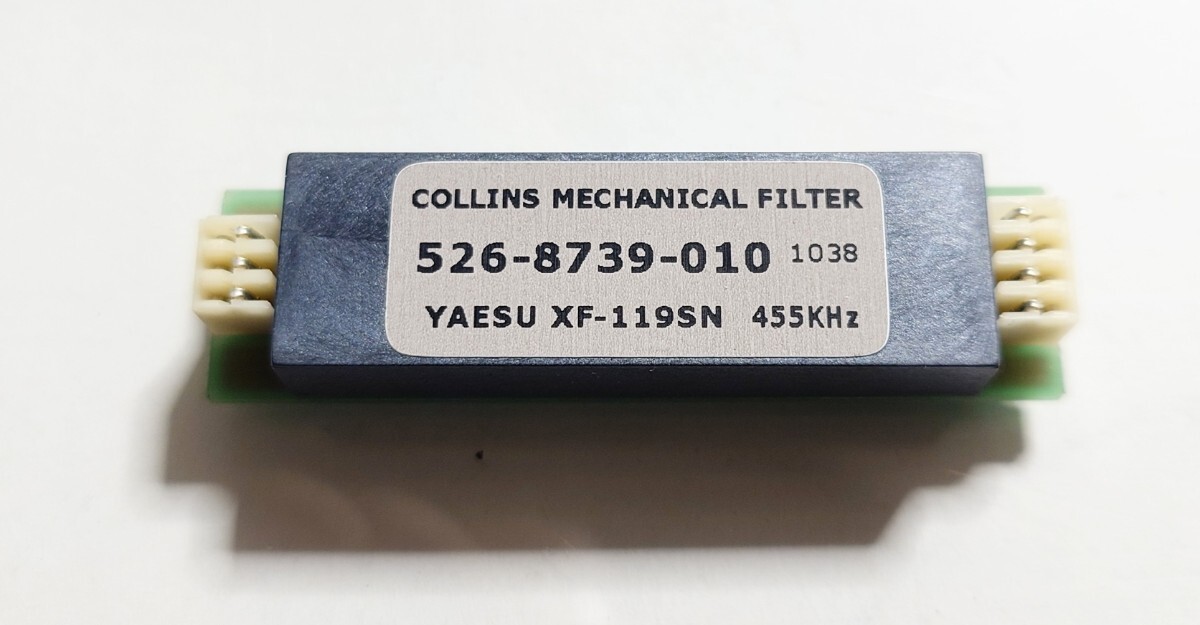 COLLINS MECHANICAL FILTER
526-8739-010 1038
YAESU XF-119SN 455KHz